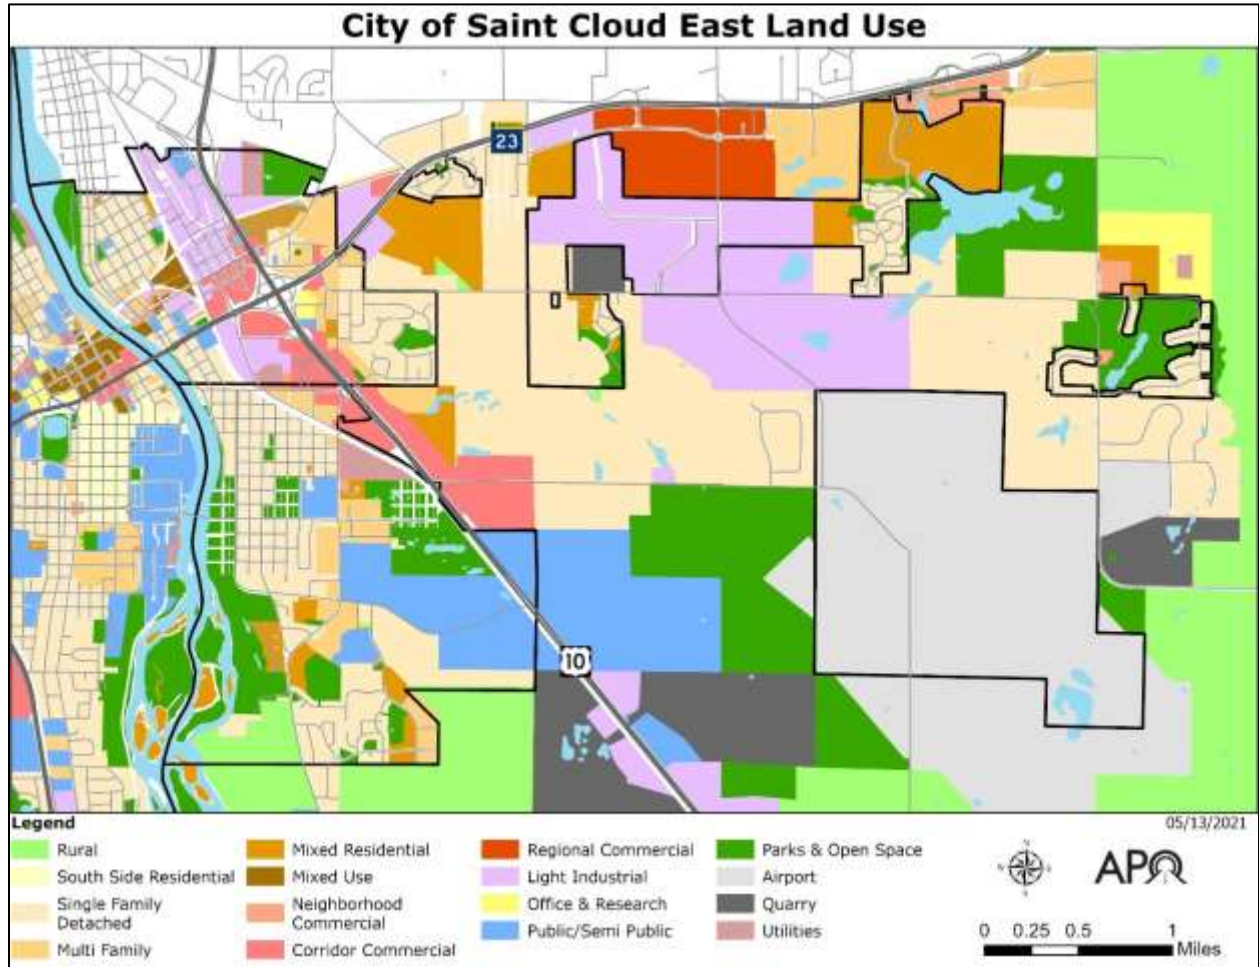 City of Saint Cloud East Land Use
23
10
Legend
05/13/2021
Rural
South Side Residential
Single Family
Detached
Multi Family
Mixed Residential
Mixed Use
Neighborhood
Commercial
Corridor Commercial
Regional Commercial
Light Industrial
Office & Research
Public/Semi Public
Parks & Open Space
Airport
Quarry
Utilities
APO
0 0.25 0.5 1
Miles